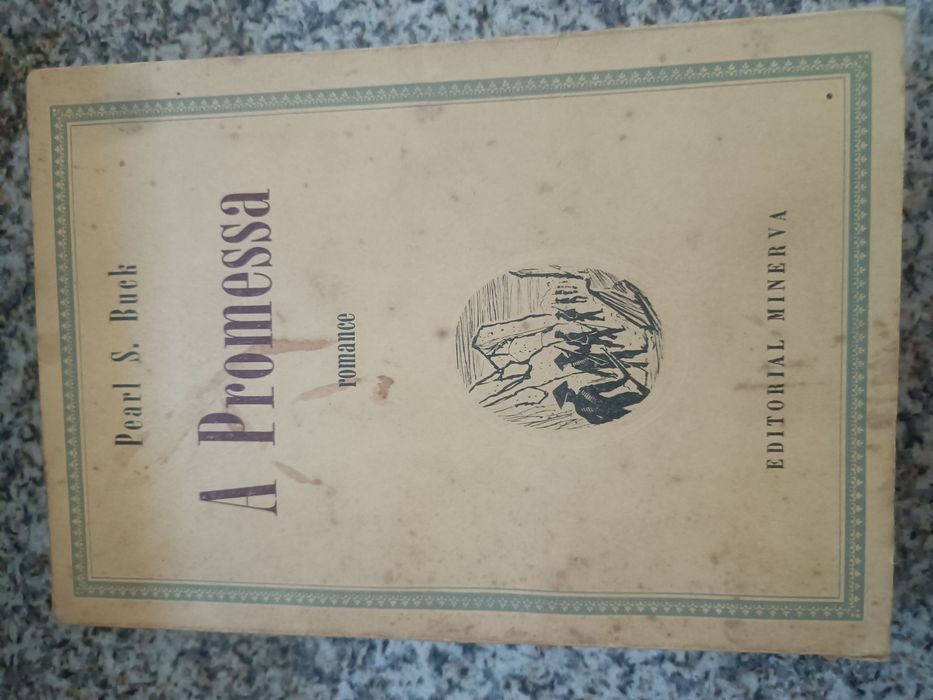 Pearl S. Buck
A Promessa
romance
EDITORIAL MINERVA